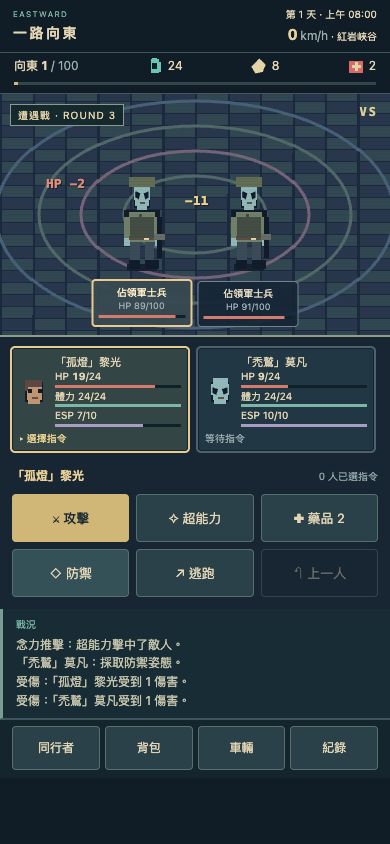 EASTWARD
一路向東
第 1 天 · 上午 08:00
0 km/h · 紅岩峽谷
向東 1 / 100
24
8
2
遭遇戰 · ROUND 3
VS
HP −2
−11
佔領軍士兵
HP 89/100
佔領軍士兵
HP 91/100
「孤燈」黎光
HP 19/24
體力 24/24
ESP 7/10
▸ 選擇指令
「禿鷲」莫凡
HP 9/24
體力 24/24
ESP 10/10
等待指令
「孤燈」黎光
0 人已選指令
⚔ 攻擊
✧ 超能力
✚ 藥品 2
◇ 防禦
↗ 逃跑
↰ 上一人
戰況
念力推擊：超能力擊中了敵人。
「禿鷲」莫凡：採取防禦姿態。
受傷：「孤燈」黎光受到 1 傷害。
受傷：「禿鷲」莫凡受到 1 傷害。
同行者
背包
車輛
紀錄